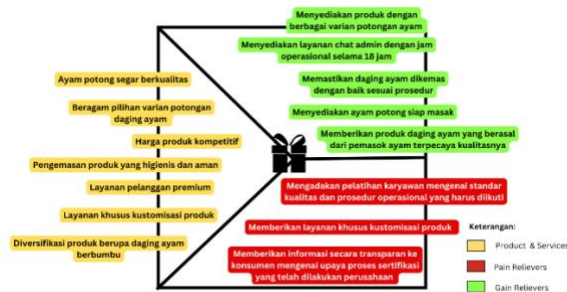 Menyediakan produk dengan
berbagai varian potongan ayam
Menyediakan layanan chat admin dengan jam
operasional selama 18 jam
Memastikan daging ayam dikemas
dengan baik sesuai prosedur
Menyediakan ayam potong siap masak
Memberikan produk daging ayam yang berasal
dari pemasok ayam terpecaya kualitasnya
Ayam potong segar berkualitas
Beragam pilihan varian potongan
daging ayam
Harga produk kompetitif
Pengemasan produk yang higienis dan aman
Layanan pelanggan premium
Layanan khusus kustomisasi produk
Diversifikasi produk berupa daging ayam
berbumbu
Mengadakan pelatihan karyawan mengenai standar
kualitas dan prosedur operasional yang harus diikuti
Memberikan layanan khusus kustomisasi produk
Memberikan informasi secara transparan ke
konsumen mengenai upaya proses sertifikasi
yang telah dilakukan perusahaan
Keterangan:
Product & Services
Pain Relievers
Gain Relievers